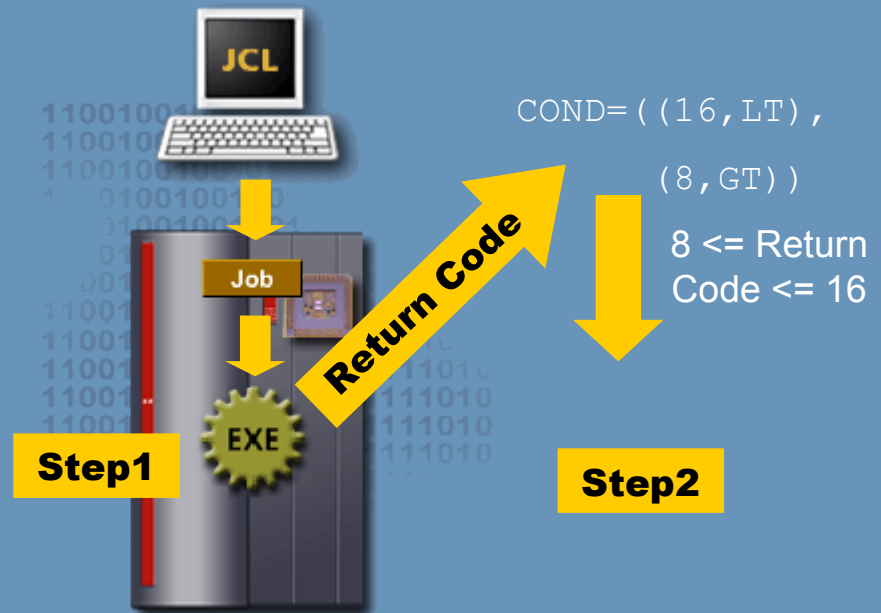 JCL
COND=((16,LT),
(8,GT))
8 <= Return
Code <= 16
Return Code
Job
EXE
Step1
Step2